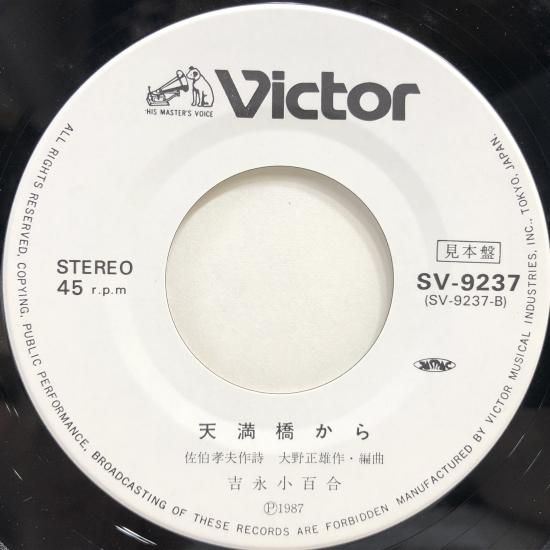 Victor
"HIS MASTER'S VOICE"
ALL RIGHTS RESERVED, COPYING, PUBLIC PERFORMANCE, BROADCASTING OF THESE RECORDS ARE FORBIDDEN MANUFACTURED BY VICTOR MUSICAL INDUSTRIES, INC., TOKYO, JAPAN.
STEREO
45 r.p.m
見本盤
SV-9237
(SV-9237-B)
天満橋から
佐伯孝夫作詩 大野正雄作・編曲
吉永小百合
Ⓟ1987